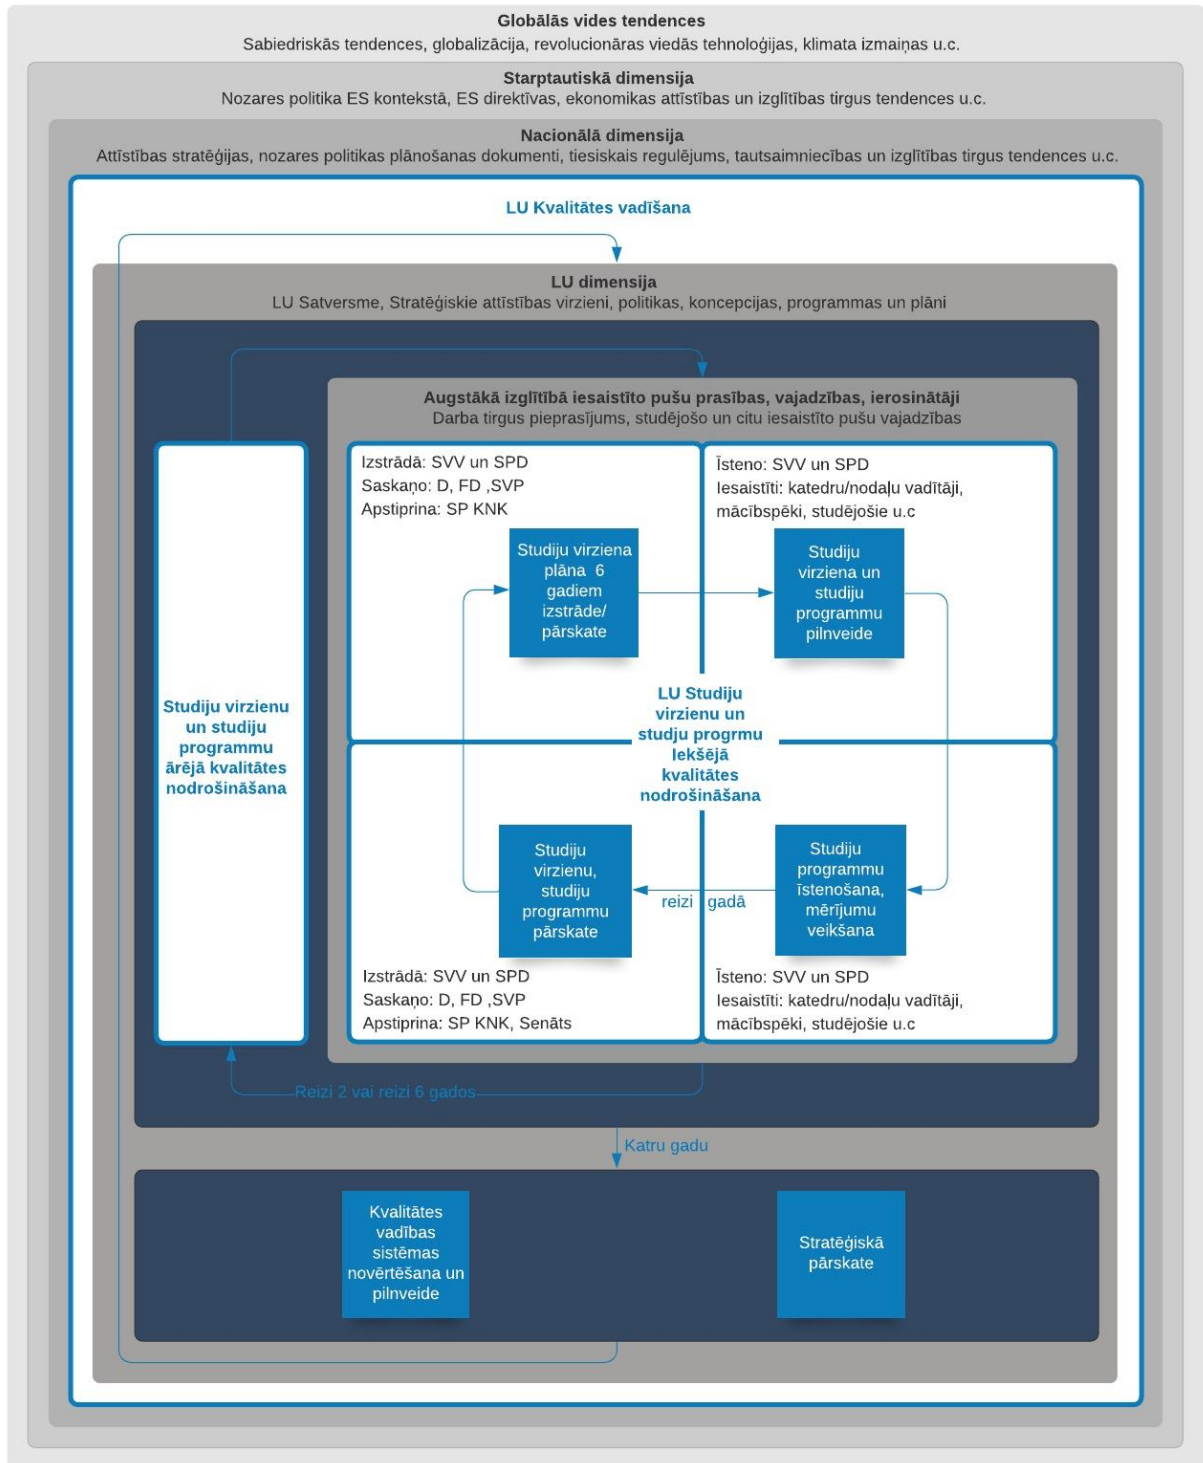 Globālās vides tendences
Sabiedriskās tendences, globalizācija, revolucionāras viedās tehnoloģijas, klimata izmaiņas u.c.
Starptautiskā dimensija
Nozares politika ES kontekstā, ES direktīvas, ekonomikas attīstības un izglītības tirgus tendences u.c.
Nacionālā dimensija
Attīstības stratēģijas, nozares politikas plānošanas dokumenti, tiesiskais regulējums, tautsaimniecības un izglītības tirgus tendences u.c.
LU Kvalitātes vadīšana
LU dimensija
LU Satversme, Stratēģiskie attīstības virzieni, politikas, koncepcijas, programmas un plāni
Augstākā izglītībā iesaistīto pušu prasības, vajadzības, ierosinātāji
Darba tirgus pieprasījums, studējošo un citu iesaistīto pušu vajadzības
Izstrādā: SVV un SPD
Saskaņo: D, FD ,SVP
Apstiprina: SP KNK
Studiju virziena
plāna 6
gadiem
izstrāde/
pārskate
Īsteno: SVV un SPD
Iesaistīti: katedru/nodaļu vadītāji,
mācībspēki, studējošie u.c
Studiju
virziena un
studiju
programmu
pilnveide
Studiju virzienu
un studiju
programmu
ārējā kvalitātes
nodrošināšana
LU Studiju
virzienu un
studju progrmu
Iekšējā
kvalitātes
nodrošināšana
Studiju
virzienu,
studiju
programmu
pārskate
reizi gadā
Studiju
programmu
īstenošana,
mērījumu
veikšana
Izstrādā: SVV un SPD
Saskaņo: D, FD ,SVP
Apstiprina: SP KNK, Senāts
Īsteno: SVV un SPD
Iesaistīti: katedru/nodaļu vadītāji,
mācībspēki, studējošie u.c
Reizi 2 vai reizi 6 gados
Katru gadu
Kvalitātes
vadības
sistēmas
novērtēšana un
pilnveide
Stratēģiskā
pārskate